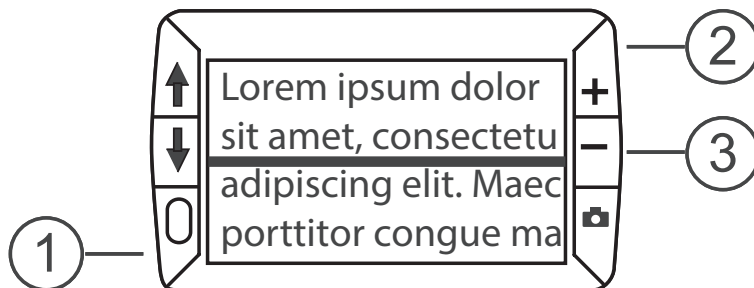 Lorem ipsum dolor
sit amet, consectetu
adipiscing elit. Maec
porttitor congue ma
+
−
1
2
3